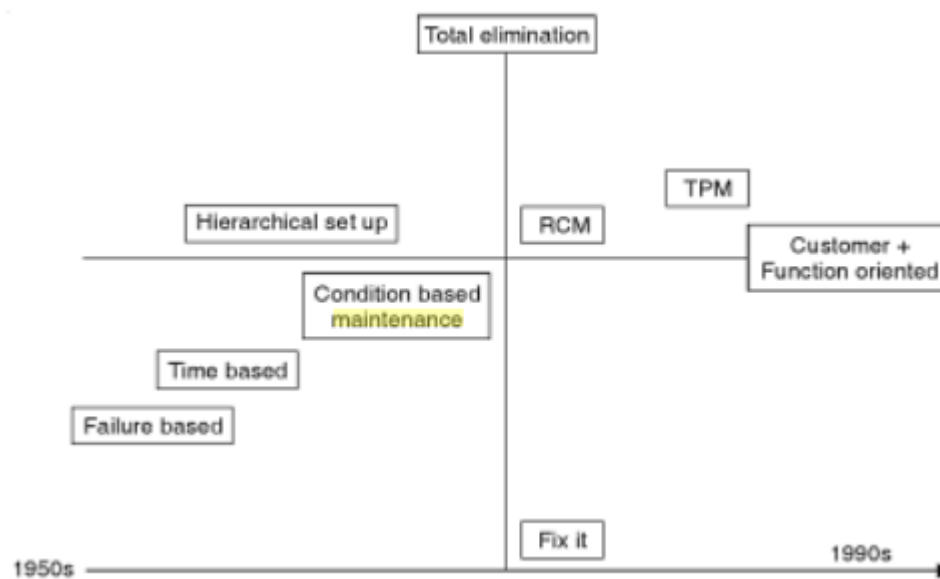 Total elimination
TPM
Hierarchical set up
RCM
Customer +
Function oriented
Condition based
maintenance
Time based
Failure based
Fix it
1990s
1950s